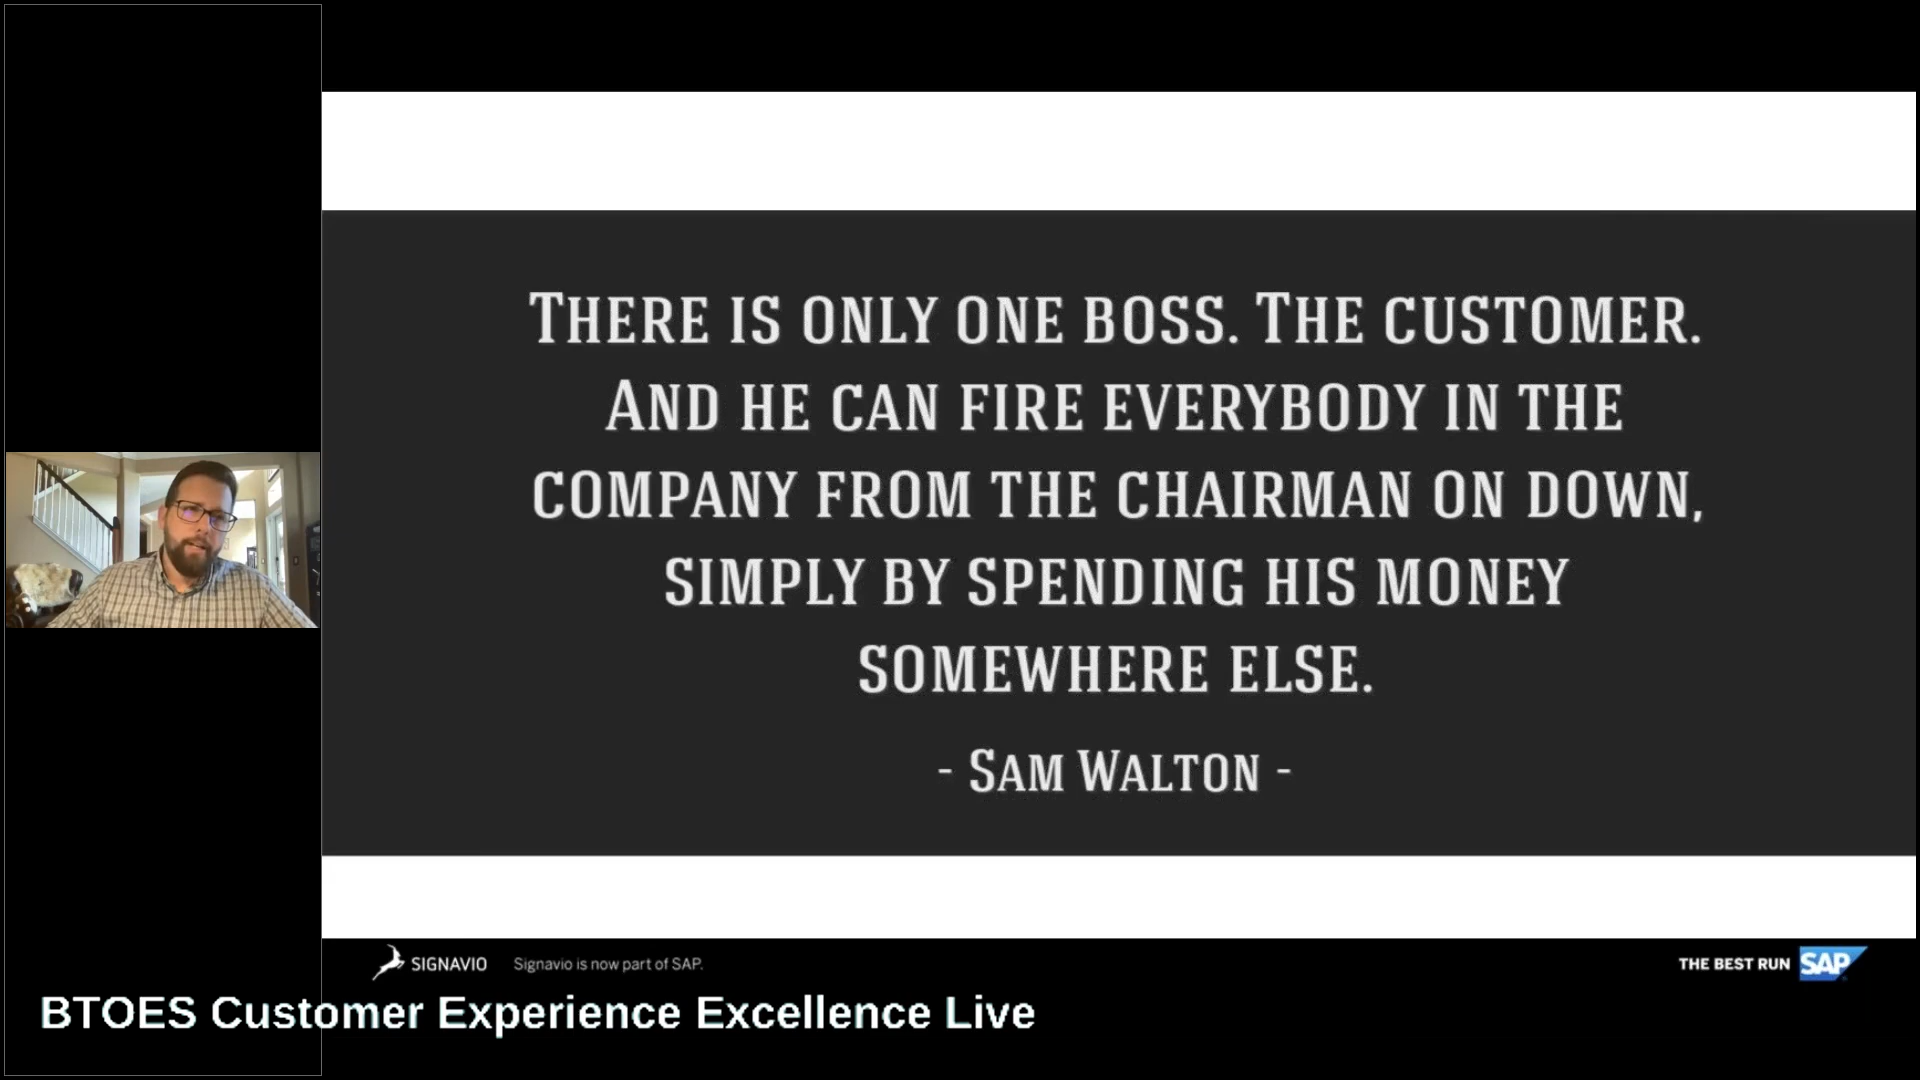 THERE IS ONLY ONE BOSS. THE CUSTOMER.
AND HE CAN FIRE EVERYBODY IN THE
COMPANY FROM THE CHAIRMAN ON DOWN,
SIMPLY BY SPENDING HIS MONEY
SOMEWHERE ELSE.
- SAM WALTON -
SIGNAVIO Signavio is now part of SAP.
THE BEST RUN SAP
BTOES Customer Experience Excellence Live